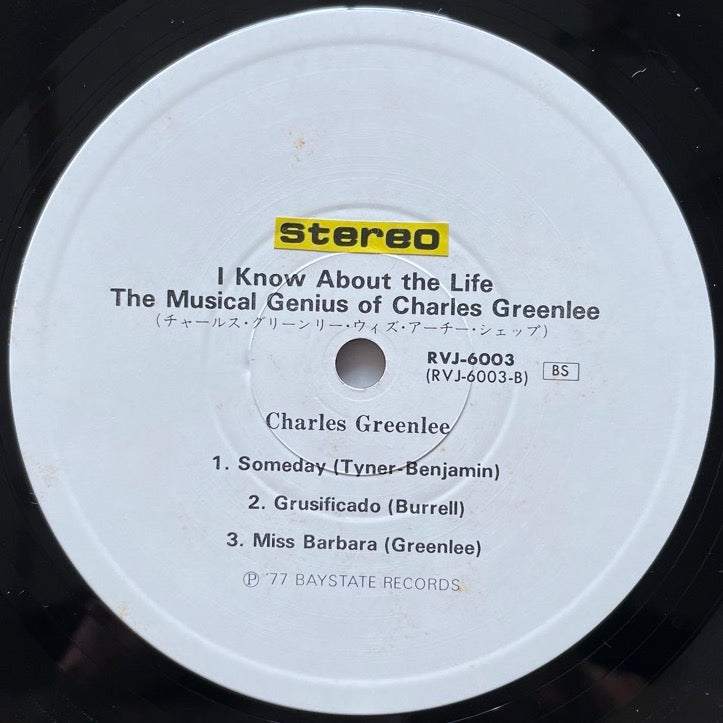 stereo
I Know About the Life
The Musical Genius of Charles Greenlee
(チャールス・グリーンリー・ウィズ・アーチー・シェップ)
RVJ-6003
(RVJ-6003-B) BS
Charles Greenlee
1. Someday (Tyner-Benjamin)
2. Grusificado (Burrell)
3. Miss Barbara (Greenlee)
Ⓟ '77 BAYSTATE RECORDS